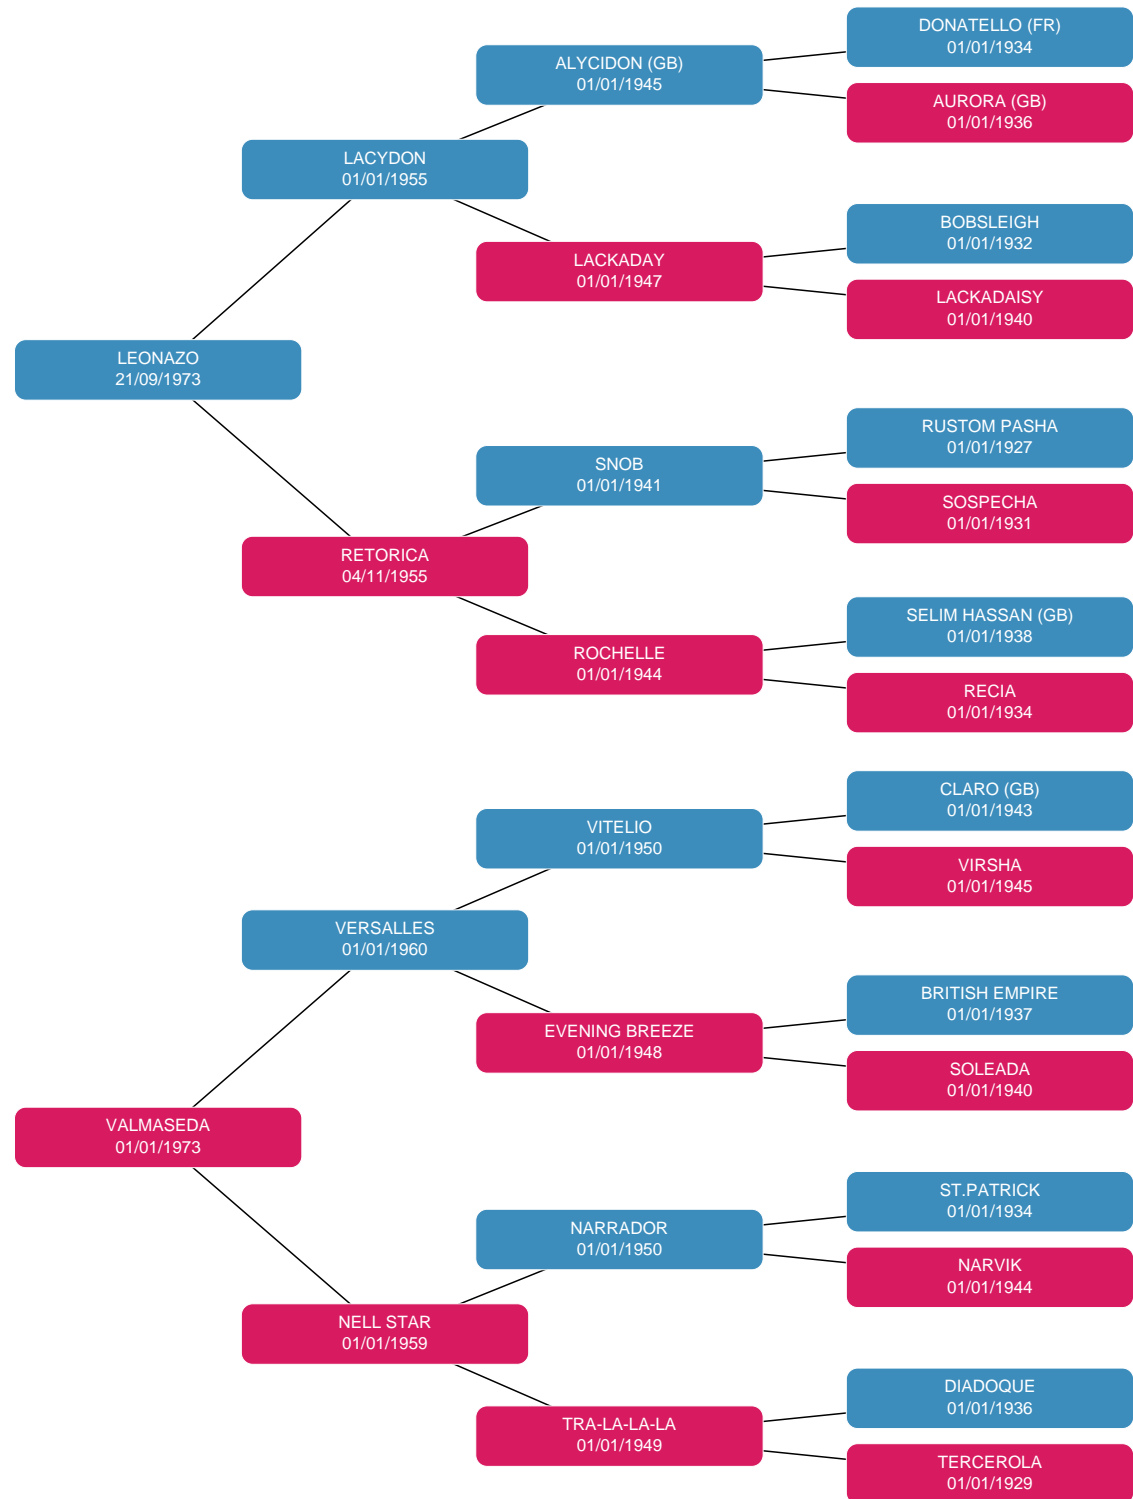 DONATELLO (FR)
01/01/1934
ALYCIDON (GB)
01/01/1945
AURORA (GB)
01/01/1936
LACYDON
01/01/1955
BOBSLEIGH
01/01/1932
LACKADAY
01/01/1947
LACKADAISY
01/01/1940
LEONAZO
21/09/1973
RUSTOM PASHA
01/01/1927
SNOB
01/01/1941
SOSPECHA
01/01/1931
RETORICA
04/11/1955
SELIM HASSAN (GB)
01/01/1938
ROCHELLE
01/01/1944
RECIA
01/01/1934
CLARO (GB)
01/01/1943
VITELIO
01/01/1950
VIRSHA
01/01/1945
VERSALLES
01/01/1960
BRITISH EMPIRE
01/01/1937
EVENING BREEZE
01/01/1948
SOLEADA
01/01/1940
VALMASEDA
01/01/1973
ST.PATRICK
01/01/1934
NARRADOR
01/01/1950
NARVIK
01/01/1944
NELL STAR
01/01/1959
DIADOQUE
01/01/1936
TRA-LA-LA-LA
01/01/1949
TERCEROLA
01/01/1929